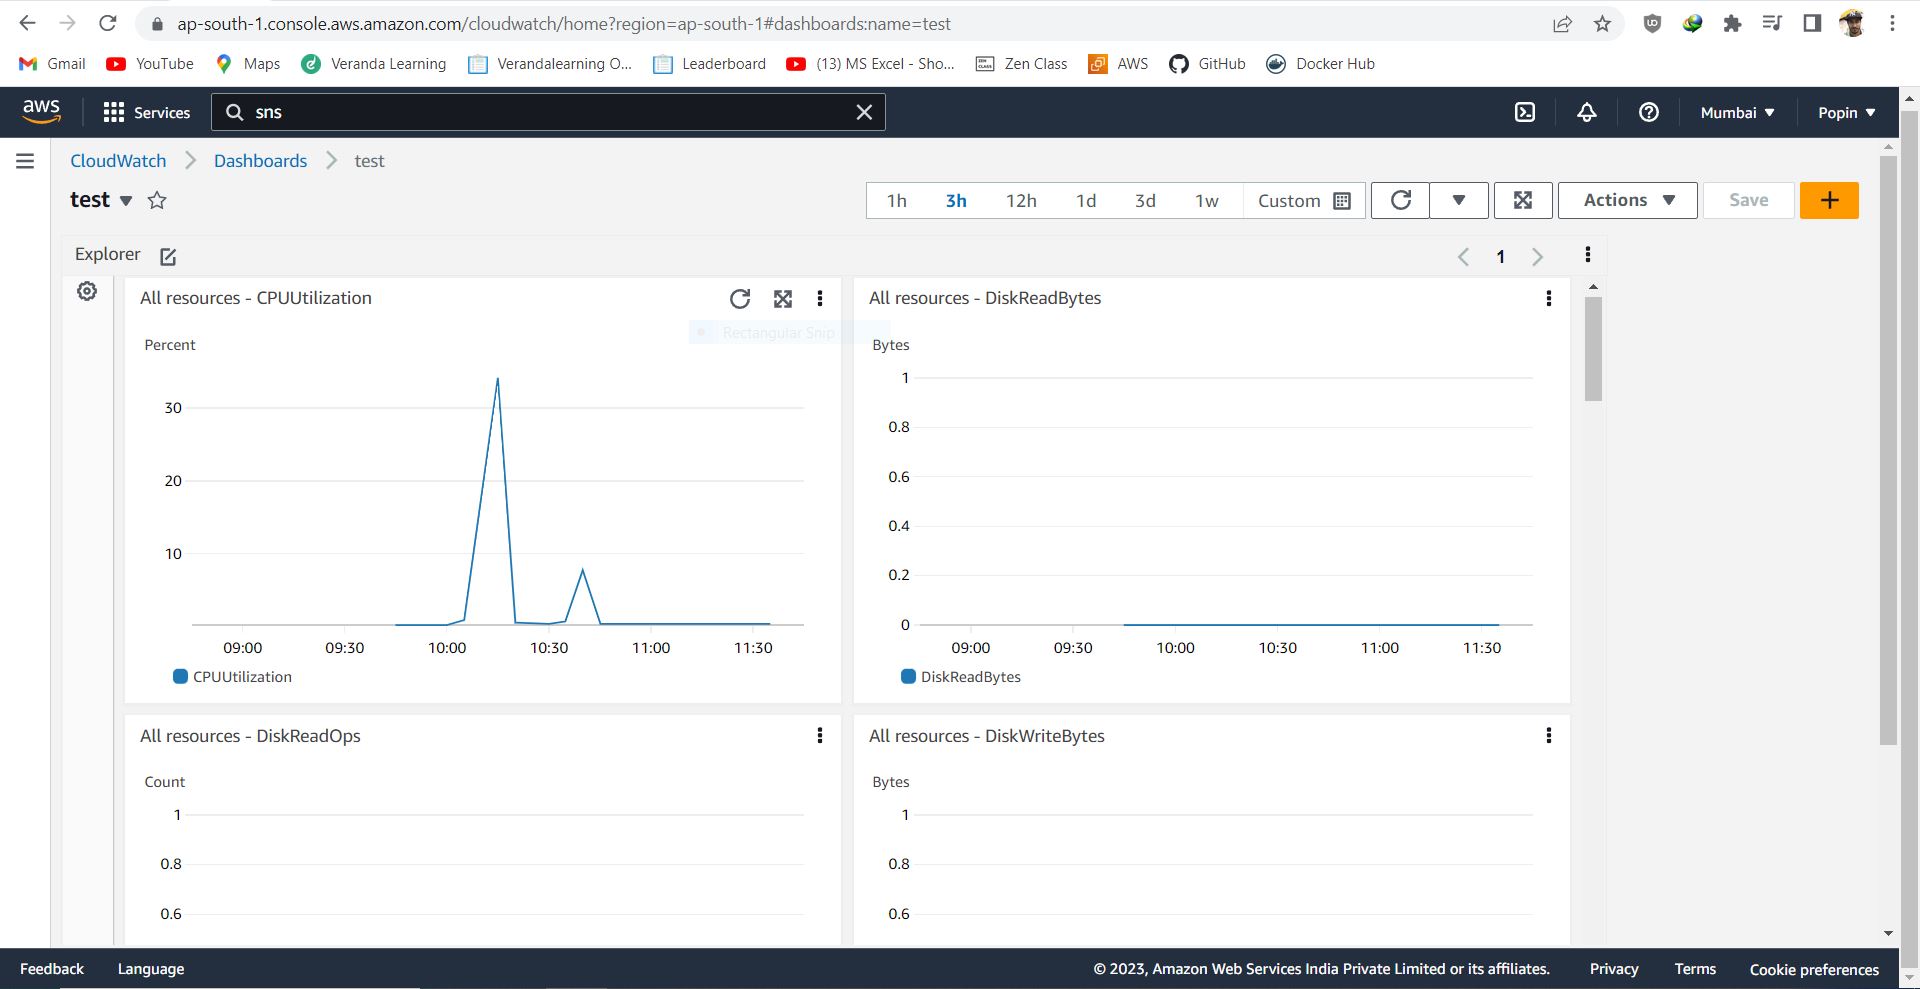 ap-south-1.console.aws.amazon.com/cloudwatch/home?region=ap-south-1#dashboards:name=test
Gmail YouTube Maps Veranda Learning Verandalearning O... Leaderboard (13) MS Excel - Sho... ZEN CLASS Zen Class AWS GitHub Docker Hub
aws Services sns Mumbai Popin
CloudWatch Dashboards test
test 1h 3h 12h 1d 3d 1w Custom Actions Save
Explorer 1
All resources - CPUUtilization
Rectangular Snip
Percent
30
20
10
09:00 09:30 10:00 10:30 11:00 11:30
CPUUtilization
All resources - DiskReadBytes
Bytes
1
0.8
0.6
0.4
0.2
0
09:00 09:30 10:00 10:30 11:00 11:30
DiskReadBytes
All resources - DiskReadOps
Count
1
0.8
0.6
All resources - DiskWriteBytes
Bytes
1
0.8
0.6
Feedback Language © 2023, Amazon Web Services India Private Limited or its affiliates. Privacy Terms Cookie preferences